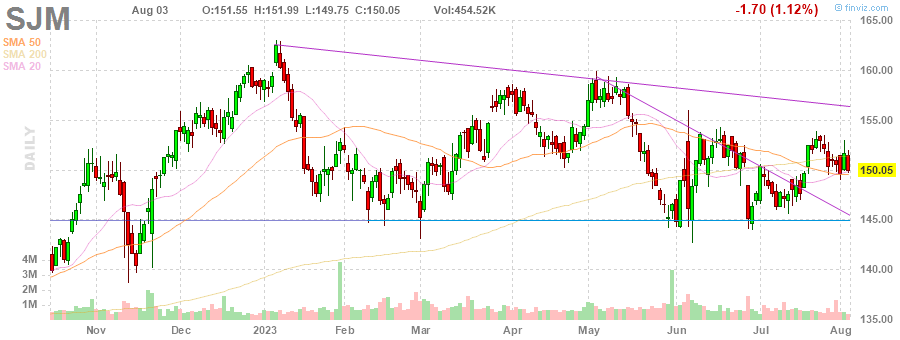 SJM Aug 03 O:151.55 H:151.99 L:149.75 C:150.05 Vol:454.52K -1.70 (1.12%) © finviz.com
SMA 50
SMA 200
SMA 20
DAILY
165.00
160.00
155.00
150.05
145.00
140.00
135.00
4M
3M
2M
1M
Nov Dec 2023 Feb Mar Apr May Jun Jul Aug